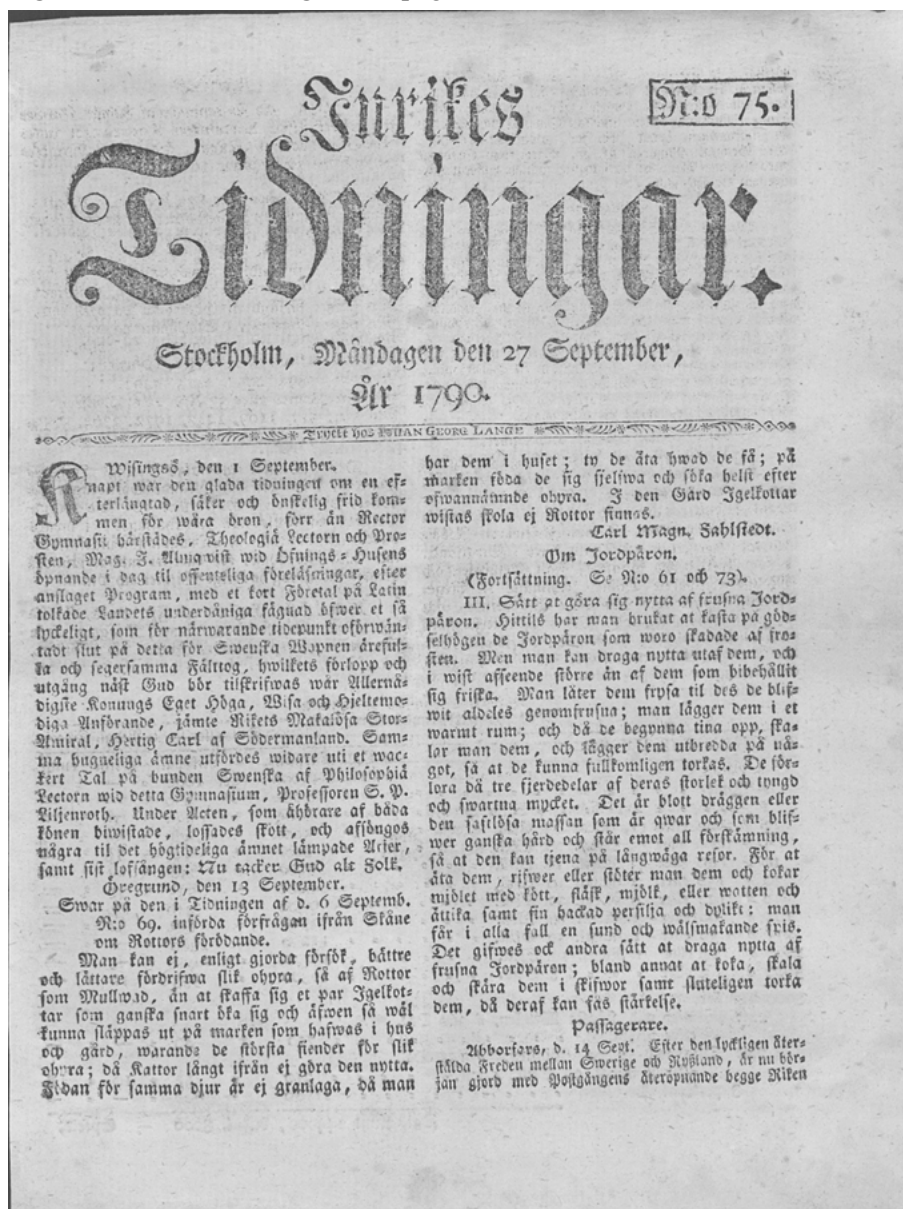 Inrikes
N:o 75.
Tidningar.
Stockholm, Måndagen den 27 September,
År 1790.
Tryckt hos JOHAN GEORG LANGE
Wisingsö, den 1 September.
Knapt war den glada tidningen om en ef-
terlängtad, säker och önskelig frid kom-
men för wåra öron, förr än Rector
Gymnasii härstädes, Theologiä Lectorn och Pro-
sten, Mag. J. Almqvist wid Öfnings-Husens
öpnande i dag til offenteliga föreläsningar, efter
anslaget Program, med et kort Företal på Latin
tolkade Landets underdåniga fägnad öfwer et så
lyckeligt, som för närwarande tidepunkt oförwän-
tadt slut på detta för Swenska Wapnen äreful-
la och segersamma Fälttog, hwilkets förlopp och
utgång näst Gud bör tilskrifwas wår Allernå-
digste Konungs Eget Höga, Wisa och Hjeltemo-
diga Anförande, jämte Rikets Makalösa Stor-
Amiral, Hertig Carl af Södermanland. Sam-
ma hugneliga ämne utfördes widare uti et wac-
kert Tal på bunden Swenska af Philosophiä
Lectorn wid detta Gymnasium, Professoren S. P.
Liljenroth. Under Acten, som åhörare af båda
könen biwistade, lossades skott, och afsöngos
några til det högtideliga ämnet lämpade Arier,
samt sist lofsången: Nu tacker Gud alt Folk.
Öregrund, den 13 September.
Swar på den i Tidningen af d. 6 Septemb.
N:o 69. införda förfrågan ifrån Skåne
om Rottors förödande.
Man kan ej, enligt gjorda försök, bättre
och lättare fördrifwa slik ohyra, så af Rottor
som Mullwad, än at skaffa sig et par Igelkot-
tar som ganska snart öka sig och äfwen så wäl
kunna släppas ut på marken som hafwas i hus
och gård, warande de största fiender för slik
ohyra; då Kattor långt ifrån ej göra den nytta.
Födan för samma djur är ej granlaga, då man
har dem i huset; ty de äta hwad de få; på
marken föda de sig sjelfwa och söka helst efter
ofwannämnde ohyra. I den Gård Igelkottar
wistas skola ej Rottor finnas.
Carl Magn. Fahlstedt.
Om Jordpäron.
(Fortsättning. Se N:o 61 och 73).
III. Sätt at göra sig nytta af frusna Jord-
päron. Hittils har man brukat at kasta på göd-
selhögen de Jordpäron som woro skadade af fro-
sten. Men man kan draga nytta utaf dem, och
i wist afseende större än af dem som bibehållit
sig friska. Man låter dem frysa til des de blif-
wit aldeles genomfrusna; man lägger dem i et
warmt rum; och då de begynna tina opp, ska-
lar man dem, och lägger dem utbredda på nå-
got, så at de kunna fullkomligen torkas. De för-
lora då tre fjerdedelar af deras storlek och tyngd
och swartna mycket. Det är blott dräggen eller
den saftlösa massan som är qwar och som blif-
wer ganska hård och står emot all förskämning,
så at den kan tjena på långwäga resor. För at
äta dem, rifwer eller stöter man dem och kokar
mjölet med kött, fläsk, mjölk, eller watten och
ättika samt fin hackad persilja och dylikt: man
får i alla fall en sund och wälsmakande spis.
Det gifwes ock andra sätt at draga nytta af
frusna Jordpäron; bland annat at koka, skala
och skära dem i skifwor samt sluteligen torka
dem, då deraf kan fås stärkelse.
Passagerare.
Abborfors, d. 14 Sept. Efter den lyckligen åter-
stälda Freden mellan Swerige och Ryßland, är nu bör-
jan gjord med Postgångens återöpnande begge Riken